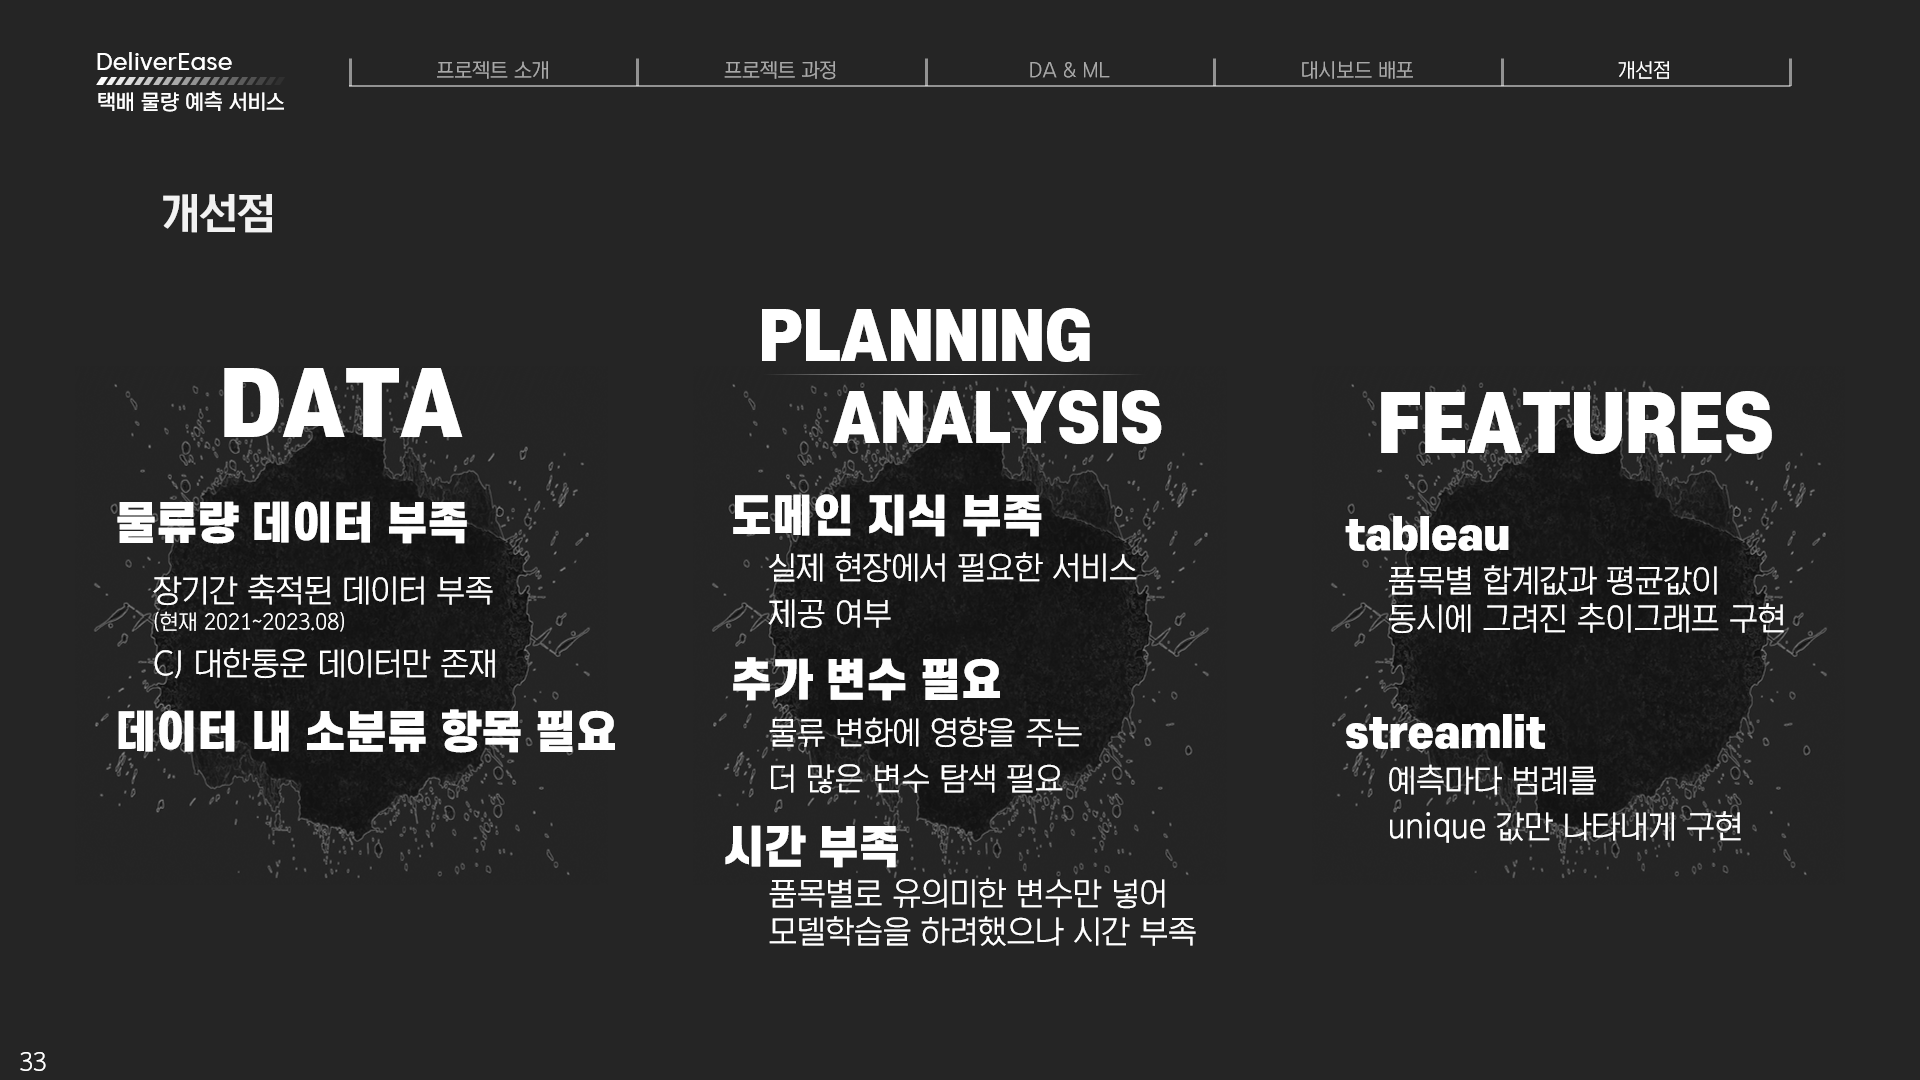 DeliverEase
택배 물량 예측 서비스
프로젝트 소개
프로젝트 과정
DA & ML
대시보드 배포
개선점
개선점
DATA
물류량 데이터 부족
장기간 축적된 데이터 부족
(현재 2021~2023.08)
CJ 대한통운 데이터만 존재
데이터 내 소분류 항목 필요
PLANNING
ANALYSIS
도메인 지식 부족
실제 현장에서 필요한 서비스
제공 여부
추가 변수 필요
물류 변화에 영향을 주는
더 많은 변수 탐색 필요
시간 부족
품목별로 유의미한 변수만 넣어
모델학습을 하려했으나 시간 부족
FEATURES
tableau
품목별 합계값과 평균값이
동시에 그려진 추이그래프 구현
streamlit
예측마다 범례를
unique 값만 나타내게 구현
33